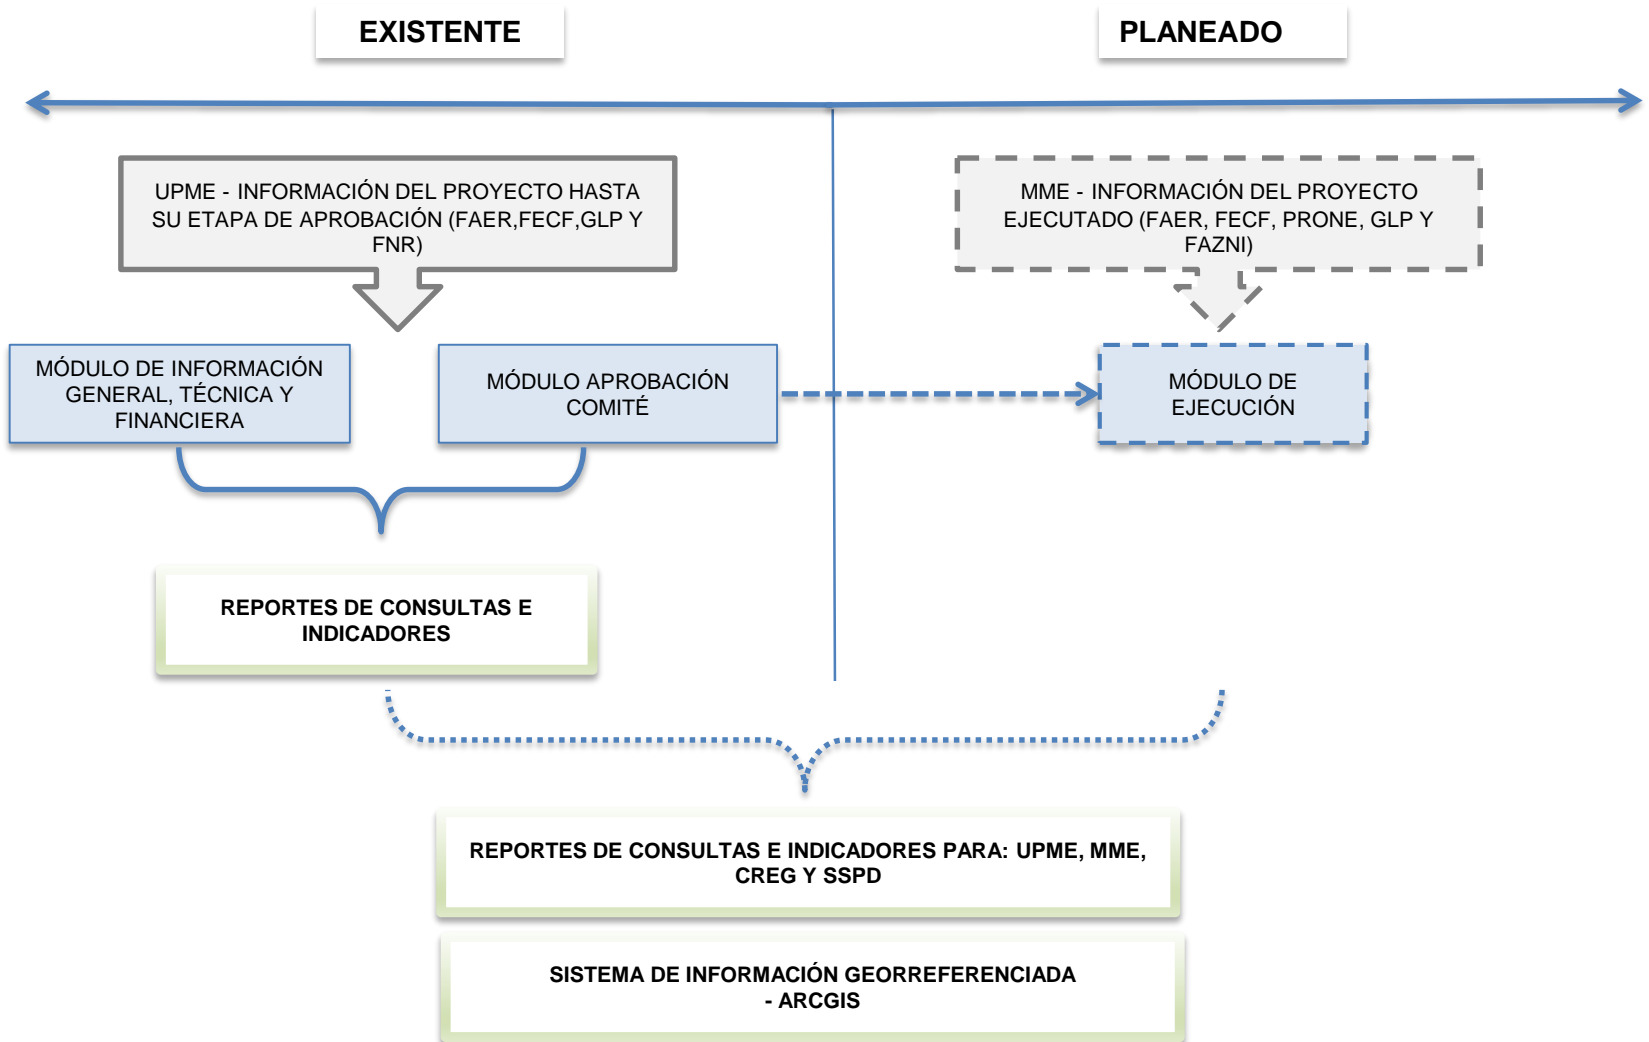 EXISTENTE
PLANEADO
UPME - INFORMACIÓN DEL PROYECTO HASTA
SU ETAPA DE APROBACIÓN (FAER,FECF,GLP Y
FNR)
MME - INFORMACIÓN DEL PROYECTO
EJECUTADO (FAER, FECF, PRONE, GLP Y
FAZNI)
MÓDULO DE INFORMACIÓN
GENERAL, TÉCNICA Y
FINANCIERA
MÓDULO APROBACIÓN
COMITÉ
MÓDULO DE
EJECUCIÓN
REPORTES DE CONSULTAS E
INDICADORES
REPORTES DE CONSULTAS E INDICADORES PARA: UPME, MME,
CREG Y SSPD
SISTEMA DE INFORMACIÓN GEORREFERENCIADA
- ARCGIS